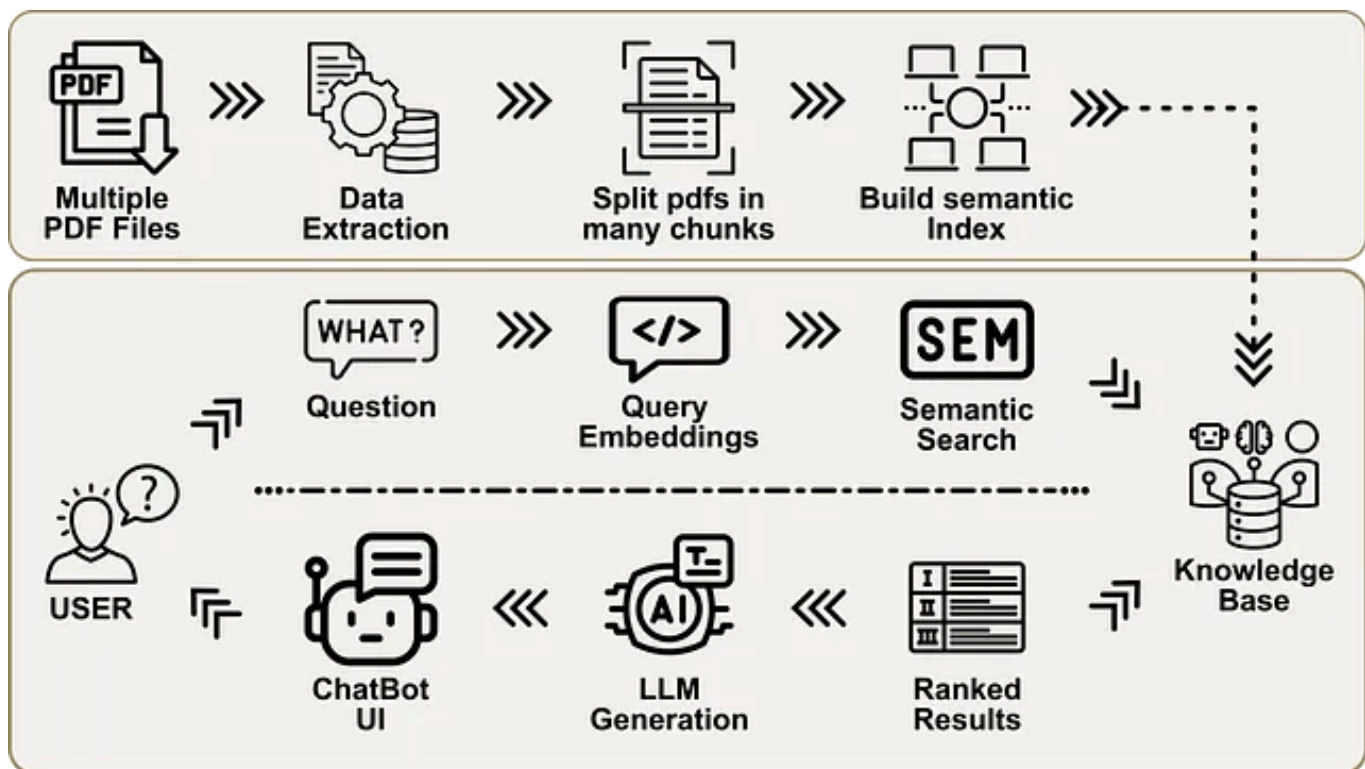 PDF
Multiple
PDF Files
Data
Extraction
Split pdfs in
many chunks
Build semantic
Index
WHAT?
Question
</>
Query
Embeddings
SEM
Semantic
Search
?
USER
Knowledge
Base
ChatBot
UI
T_
AI
LLM
Generation
I
II
III
Ranked
Results